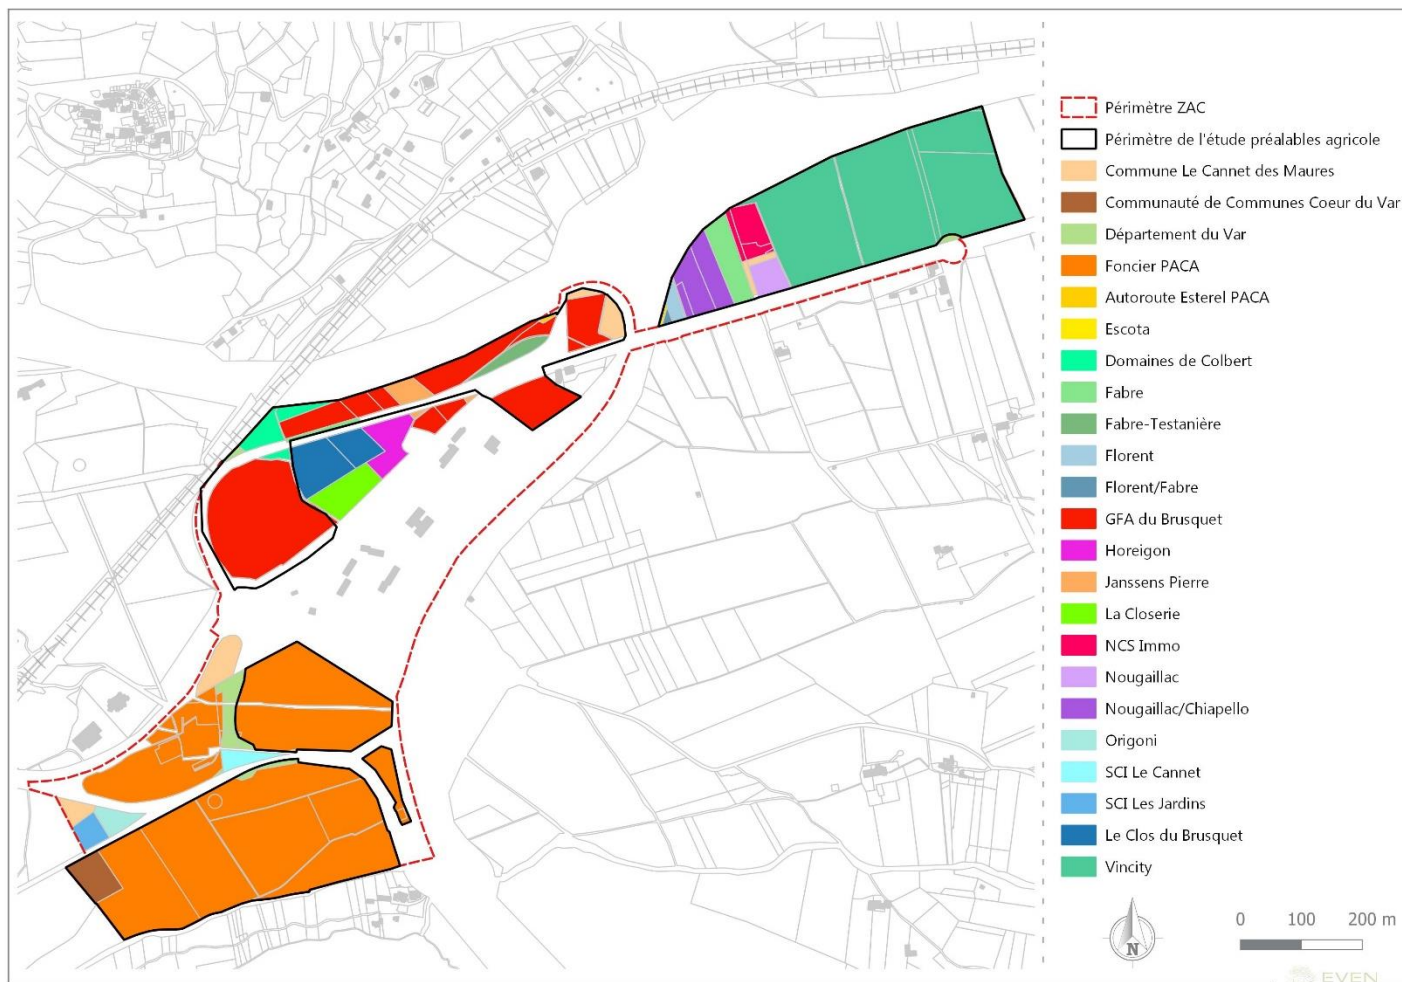 Périmètre ZAC
Périmètre de l'étude préalables agricole
Commune Le Cannet des Maures
Communauté de Communes Coeur du Var
Département du Var
Foncier PACA
Autoroute Esterel PACA
Escota
Domaines de Colbert
Fabre
Fabre-Testanière
Florent
Florent/Fabre
GFA du Brusquet
Horeigon
Janssens Pierre
La Closerie
NCS Immo
Nougaillac
Nougaillac/Chiapello
Origoni
SCI Le Cannet
SCI Les Jardins
Le Clos du Brusquet
Vincity
N
0 100 200 m
EVEN